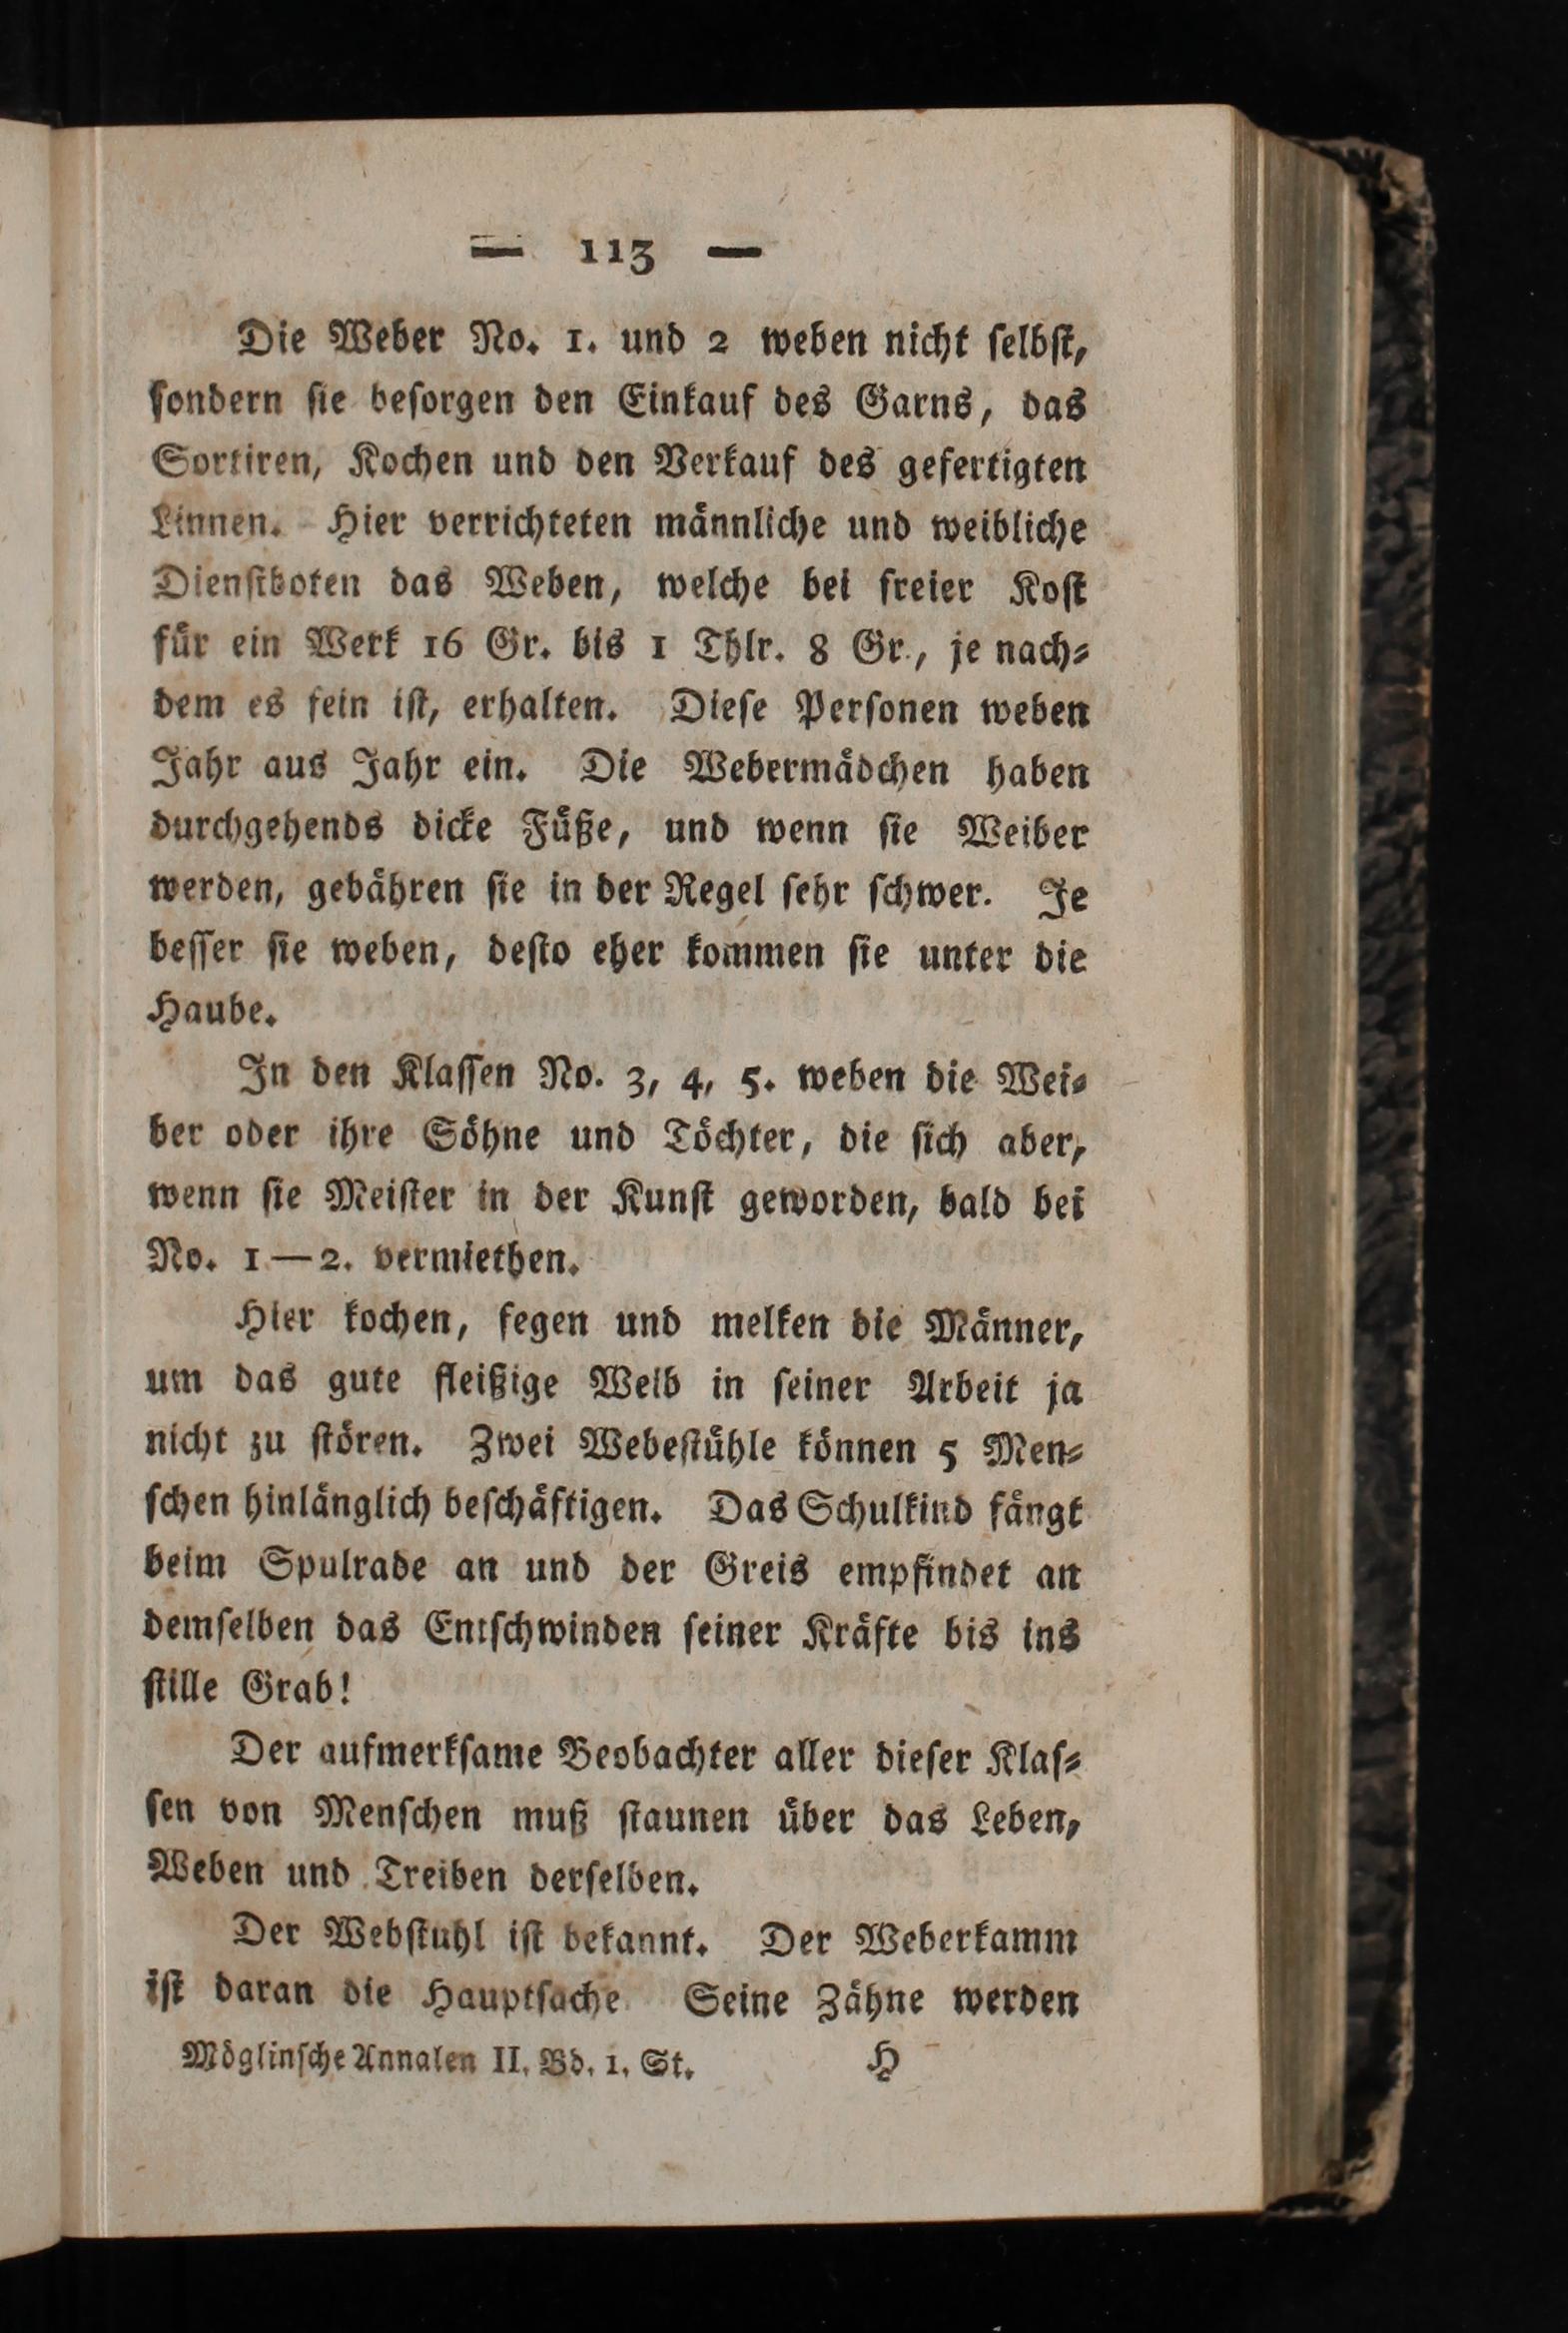 — 113 —
Die Weber No. 1. und 2 weben nicht ſelbſt,
ſondern ſie beſorgen den Einkauf des Garns, das
Sortiren, Kochen und den Verkauf des gefertigten
Linnen. Hier verrichteten männliche und weibliche
Dienſtboten das Weben, welche bei freier Koſt
für ein Werk 16 Gr. bis 1 Thlr. 8 Gr., je nach⸗
dem es fein iſt, erhalten. Dieſe Perſonen weben
Jahr aus Jahr ein. Die Webermädchen haben
durchgehends dicke Füße, und wenn ſie Weiber
werden, gebähren ſie in der Regel ſehr ſchwer. Je
beſſer ſie weben, deſto eher kommen ſie unter die
Haube.
In den Klaſſen No. 3, 4, 5. weben die Wei⸗
ber oder ihre Söhne und Töchter, die ſich aber,
wenn ſie Meiſter in der Kunſt geworden, bald bei
No. 1—2. vermiethen.
Hier kochen, fegen und melken die Männer,
um das gute fleißige Weib in ſeiner Arbeit ja
nicht zu ſtören. Zwei Webeſtühle können 5 Men⸗
ſchen hinlänglich beſchäftigen. Das Schulkind fängt
beim Spulrade an und der Greis empfindet an
demſelben das Entſchwinden ſeiner Kräfte bis ins
ſtille Grab!
Der aufmerkſame Beobachter aller dieſer Klaſ⸗
ſen von Menſchen muß ſtaunen über das Leben,
Weben und Treiben derſelben.
Der Webſtuhl iſt bekannt. Der Weberkamm
iſt daran die Hauptſache Seine Zähne werden
Möglinſche Annalen II. Bd. 1. St. H